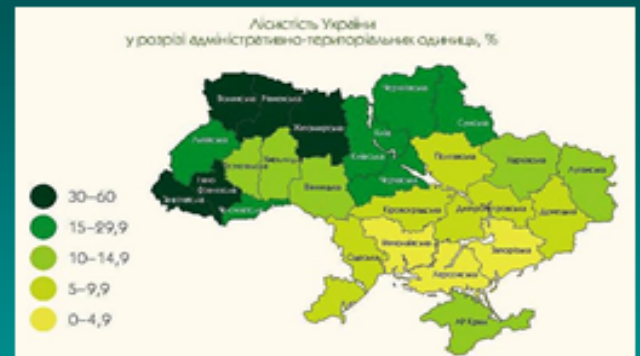 Лісистість України
у розрізі адміністративно-територіальних одиниць, %
Волинська
Рівненська
Житомирська
Чернігівська
Сумська
Київ
Київська
Львівська
Полтавська
Харківська
Луганська
Вінницька
Черкаська
Кіровоградська
Дніпропетровська
Донецька
Запорізька
Миколаївська
Херсонська
Одеська
АР Крим
30–60
15–29,9
10–14,9
5–9,9
0–4,9